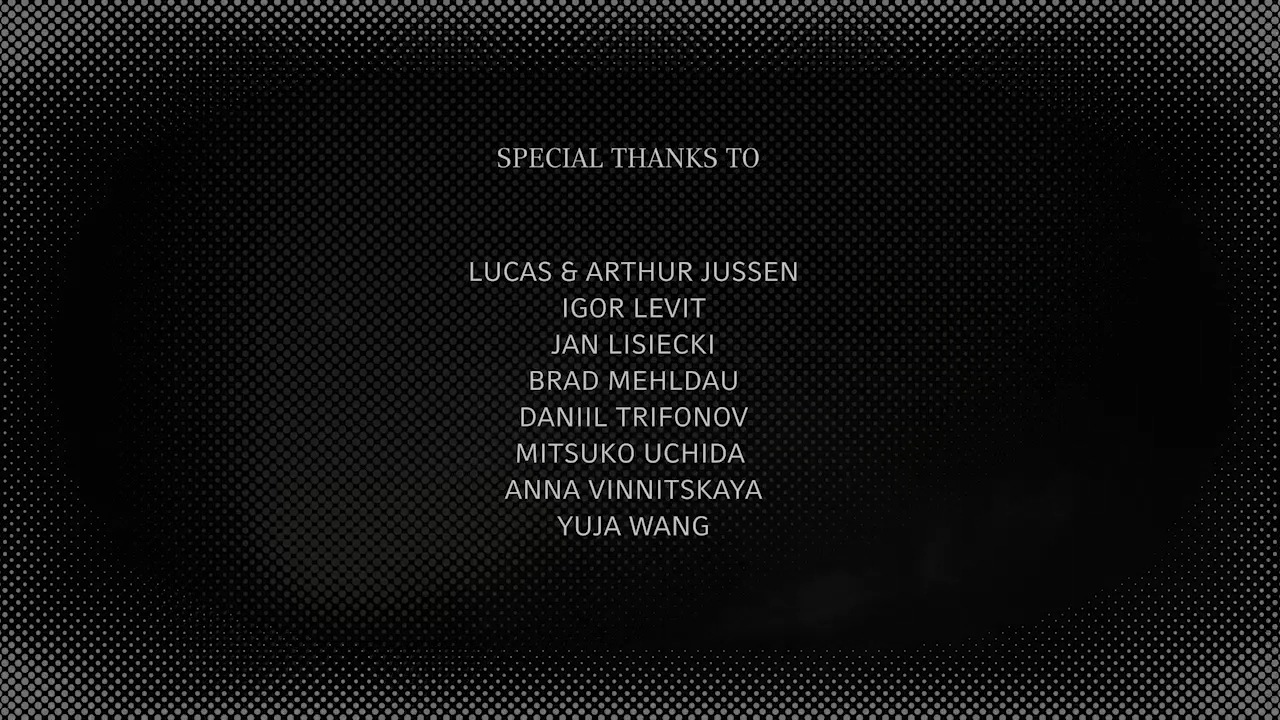 SPECIAL THANKS TO
LUCAS & ARTHUR JUSSEN
IGOR LEVIT
JAN LISIECKI
BRAD MEHLDAU
DANIIL TRIFONOV
MITSUKO UCHIDA
ANNA VINNITSKAYA
YUJA WANG